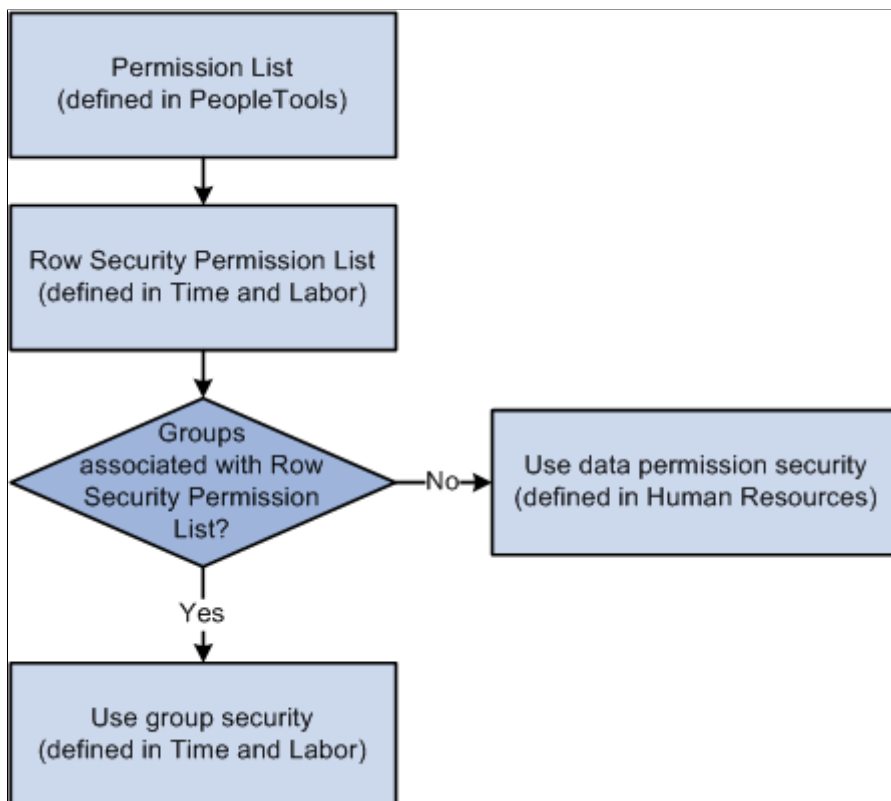 Permission List
(defined in PeopleTools)
Row Security Permission List
(defined in Time and Labor)
Groups
associated with Row
Security Permission
List?
No
Use data permission security
(defined in Human Resources)
Yes
Use group security
(defined in Time and Labor)